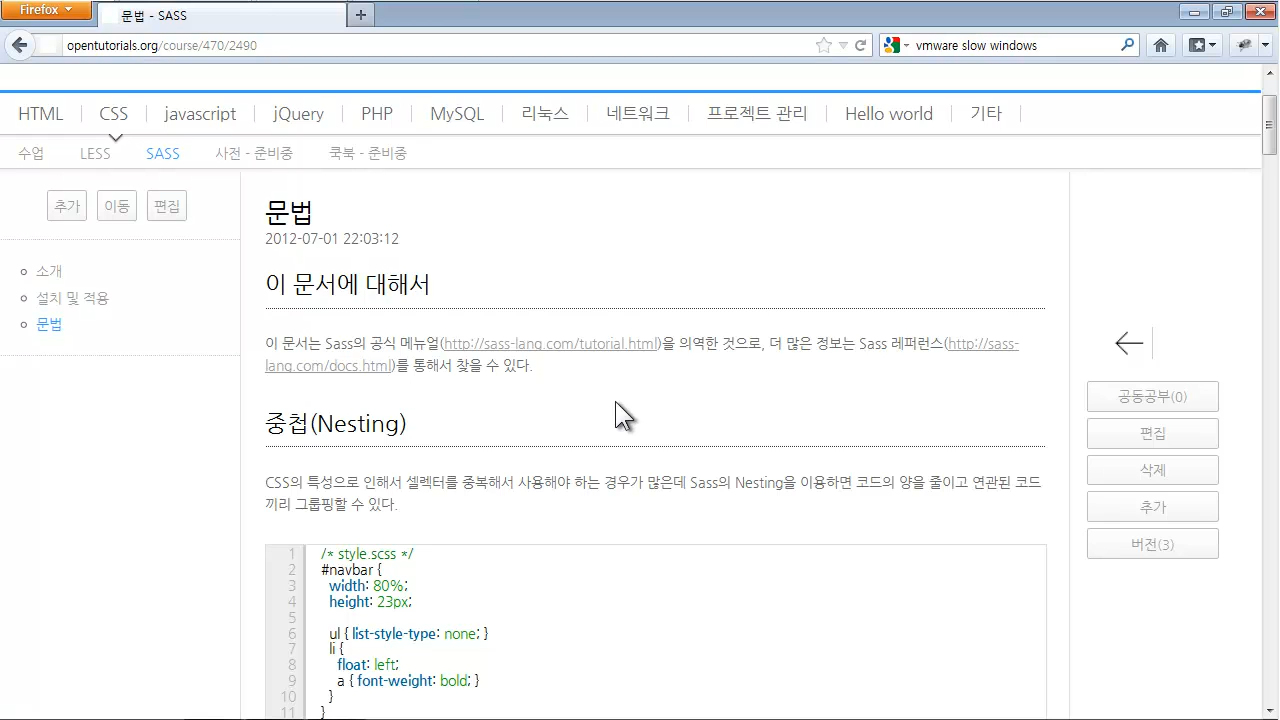 Firefox
문법 - SASS
opentutorials.org/course/470/2490
vmware slow windows
HTML
CSS
javascript
jQuery
PHP
MySQL
리눅스
네트워크
프로젝트 관리
Hello world
기타
수업
LESS
SASS
사전 - 준비중
쿡북 - 준비중
추가
이동
편집
소개
설치 및 적용
문법
문법
2012-07-01 22:03:12
이 문서에 대해서
이 문서는 Sass의 공식 메뉴얼(http://sass-lang.com/tutorial.html)을 의역한 것으로, 더 많은 정보는 Sass 레퍼런스(http://sass-
lang.com/docs.html)를 통해서 찾을 수 있다.
중첩(Nesting)
CSS의 특성으로 인해서 셀렉터를 중복해서 사용해야 하는 경우가 많은데 Sass의 Nesting을 이용하면 코드의 양을 줄이고 연관된 코드
끼리 그룹핑할 수 있다.
1 /* style.scss */
2 #navbar {
3 width: 80%;
4 height: 23px;
5
6 ul { list-style-type: none; }
7 li {
8 float: left;
9 a { font-weight: bold; }
10 }
11 }
공동공부(0)
편집
삭제
추가
버전(3)